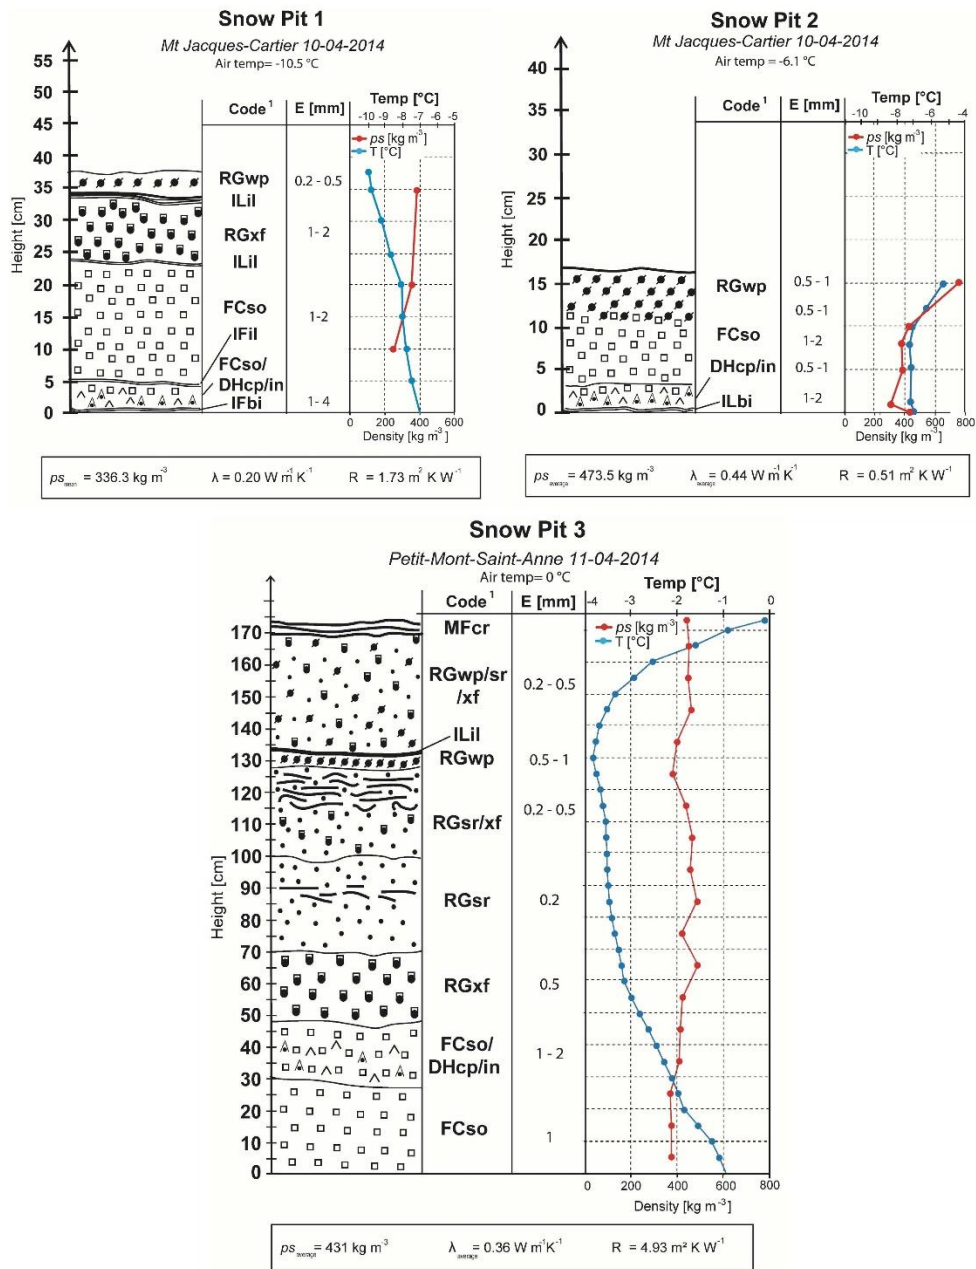 Snow Pit 1
Mt Jacques-Cartier 10-04-2014
Air temp= -10.5 °C
Code¹ E [mm] Temp [°C]
-10 -9 -8 -7 -6 -5
ps [kg m⁻³]
T [°C]
Height [cm]
55
50
45
40
35
30
25
20
15
10
5
0
RGwp
ILil
RGxf
ILil
FCso
IFil
FCso/
DHcp/in
IFbi
0.2 - 0.5
1- 2
1-2
1-4
0 200 400 600
Density [kg m⁻³]
ps mean = 336.3 kg m⁻³ λ = 0.20 W m⁻¹ K⁻¹ R = 1.73 m² K W⁻¹
Snow Pit 2
Mt Jacques-Cartier 10-04-2014
Air temp = -6.1 °C
Code¹ E [mm] Temp [°C]
-10 -9 -8 -7 -6 -5 -4
ps [kg m⁻³]
T [°C]
Height [cm]
40
35
30
25
20
15
10
5
0
RGwp
FCso
DHcp/in
ILbi
0.5 - 1
0.5 -1
1-2
0.5 -1
1-2
0 200 400 600 800
Density [kg m⁻³]
ps average = 473.5 kg m⁻³ λ average = 0.44 W m⁻¹ K⁻¹ R = 0.51 m² K W⁻¹
Snow Pit 3
Petit-Mont-Saint-Anne 11-04-2014
Air temp= 0 °C
Code¹ E [mm] Temp [°C]
-4 -3 -2 -1 0
ps [kg m⁻³]
T [°C]
Height [cm]
170
160
150
140
130
120
110
100
90
80
70
60
50
40
30
20
10
0
MFcr
RGwp/sr
/xf
ILil
RGwp
RGsr/xf
RGsr
RGxf
FCso/
DHcp/in
FCso
0.2 - 0.5
0.5 - 1
0.2 - 0.5
0.2
0.5
1 - 2
1
0 200 400 600 800
Density [kg m⁻³]
ps average = 431 kg m⁻³ λ average = 0.36 W m⁻¹K⁻¹ R = 4.93 m² K W⁻¹